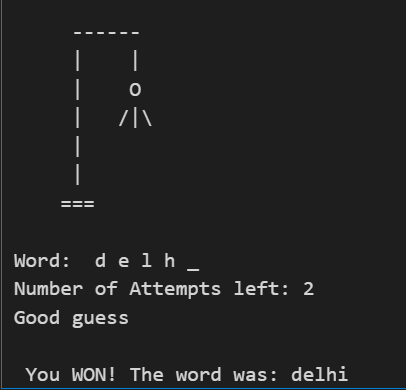 ------
|    |
|    O
|   /|\
|
|
===
Word:  d e l h _
Number of Attempts left: 2
Good guess
You WON! The word was: delhi